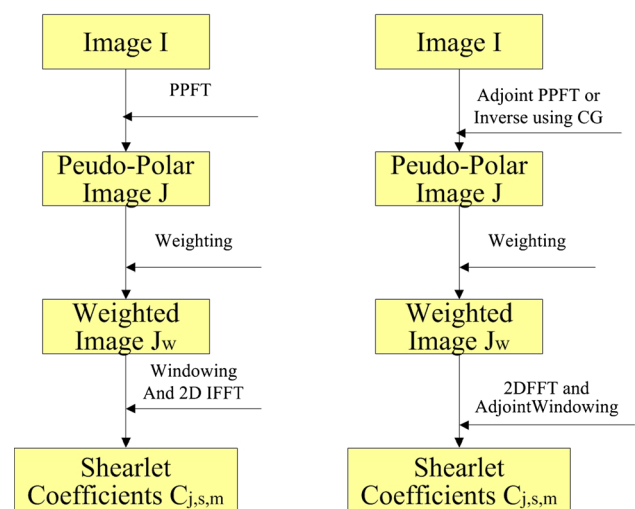 Image I
PPFT
Peudo-Polar
Image J
Weighting
Weighted
Image Jw
Windowing
And 2D IFFT
Shearlet
Coefficients Cj,s,m
Image I
Adjoint PPFT or
Inverse using CG
Peudo-Polar
Image J
Weighting
Weighted
Image Jw
2DFFT and
AdjointWindowing
Shearlet
Coefficients Cj,s,m